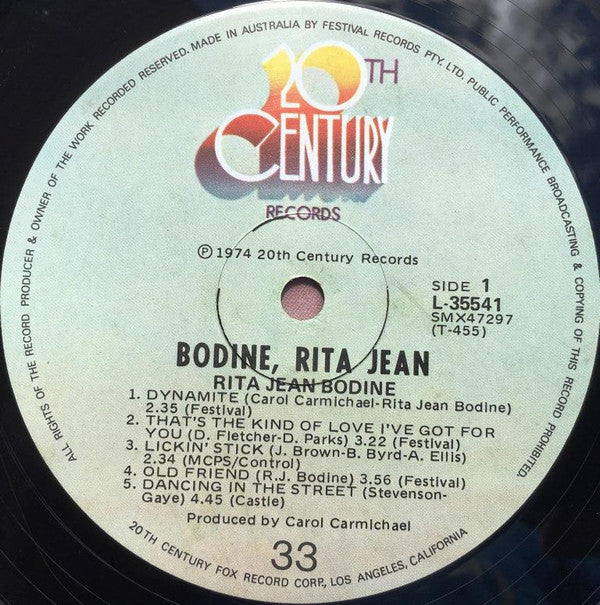 ALL RIGHTS OF THE RECORD PRODUCER & OWNER OF THE WORK RECORDED RESERVED. MADE IN AUSTRALIA BY FESTIVAL RECORDS PTY. LTD. PUBLIC PERFORMANCE BROADCASTING & COPYING OF THIS RECORD PROHIBITED.
20TH
CENTURY
RECORDS
℗ 1974 20th Century Records
SIDE 1
L-35541
SMX47297
(T-455)
BODINE, RITA JEAN
RITA JEAN BODINE
1. DYNAMITE (Carol Carmichael-Rita Jean Bodine)
2.35 (Festival)
2. THAT'S THE KIND OF LOVE I'VE GOT FOR
YOU (D. Fletcher-D. Parks) 3.22 (Festival)
3. LICKIN' STICK (J. Brown-B. Byrd-A. Ellis)
2.34 (MCPS/Control)
4. OLD FRIEND (R.J. Bodine) 3.56 (Festival)
5. DANCING IN THE STREET (Stevenson-
Gaye) 4.45 (Castle)
Produced by Carol Carmichael
33
20TH CENTURY FOX RECORD CORP., LOS ANGELES, CALIFORNIA